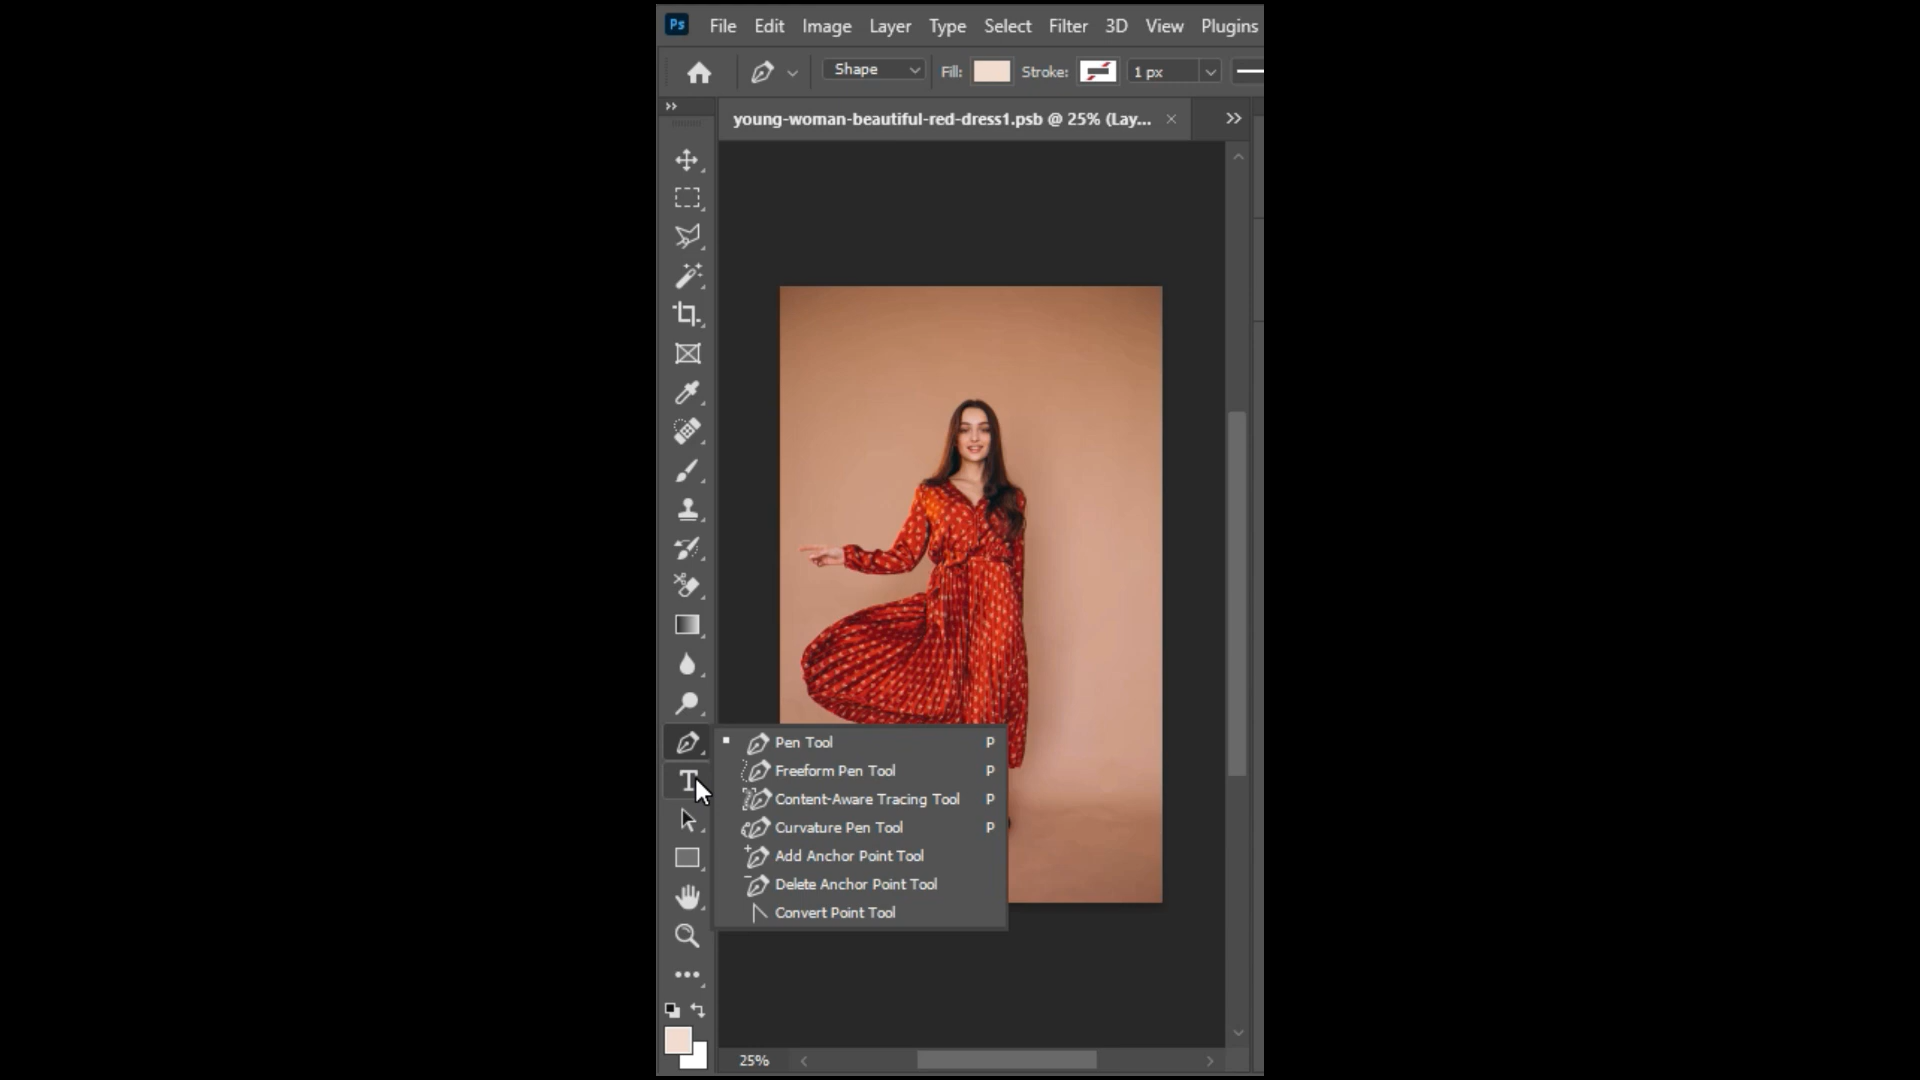 Ps File Edit Image Layer Type Select Filter 3D View Plugins
Shape Fill: Stroke: 1 px
young-woman-beautiful-red-dress1.psb @ 25% (Lay...
Pen Tool P
Freeform Pen Tool P
Content-Aware Tracing Tool P
Curvature Pen Tool P
Add Anchor Point Tool
Delete Anchor Point Tool
Convert Point Tool
25%